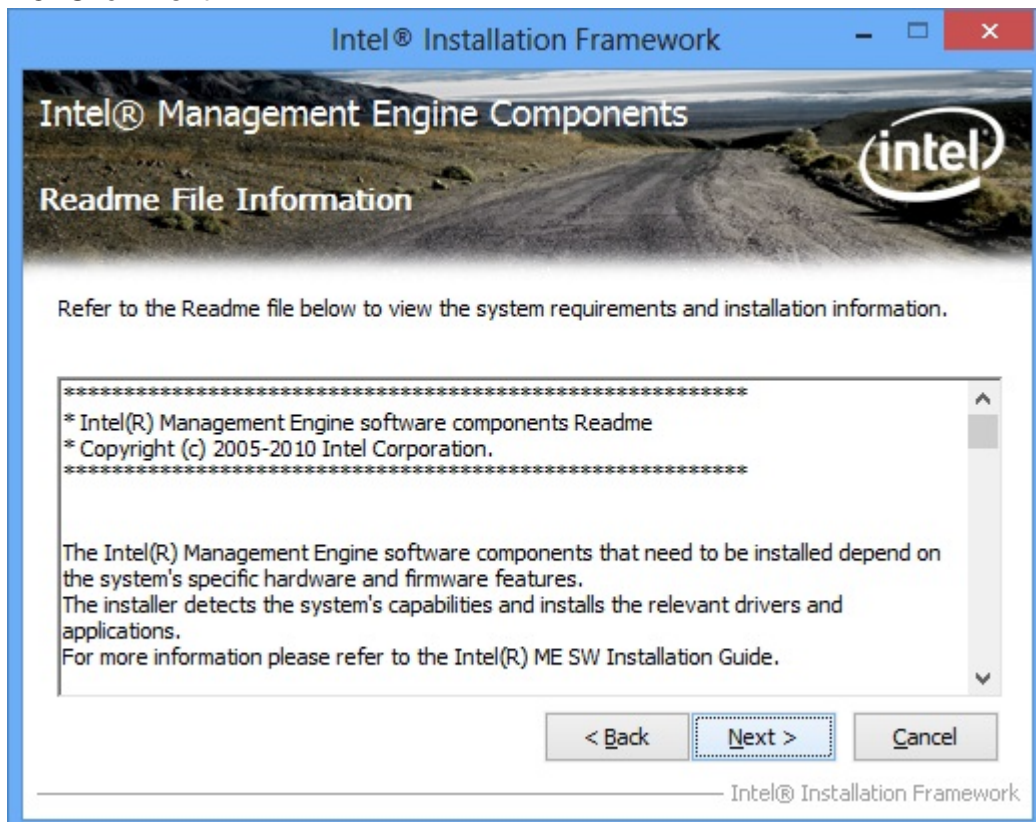 Intel® Installation Framework
Intel® Management Engine Components
intel
Readme File Information
Refer to the Readme file below to view the system requirements and installation information.
*********************************************************
* Intel(R) Management Engine software components Readme
* Copyright (c) 2005-2010 Intel Corporation.
*********************************************************
The Intel(R) Management Engine software components that need to be installed depend on
the system's specific hardware and firmware features.
The installer detects the system's capabilities and installs the relevant drivers and
applications.
For more information please refer to the Intel(R) ME SW Installation Guide.
< Back Next > Cancel
Intel® Installation Framework